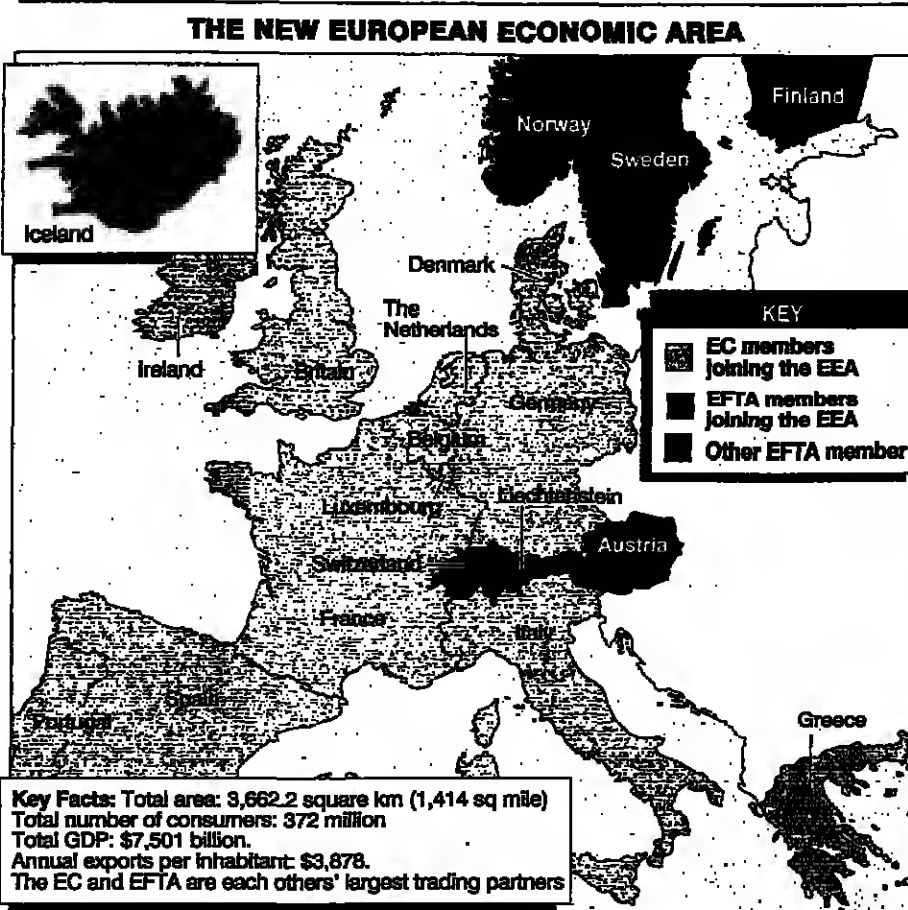 THE NEW EUROPEAN ECONOMIC AREA
Iceland
Norway
Finland
Sweden
Denmark
The
Netherlands
Ireland
Britain
Germany
Belgium
KEY
EC members
joining the EEA
EFTA members
joining the EEA
Other EFTA member
Liechtenstein
Luxembourg
Austria
Switzerland
France
Italy
Spain
Portugal
Greece
Key Facts: Total area: 3,662.2 square km (1,414 sq mile)
Total number of consumers: 372 million
Total GDP: $7,501 billion.
Annual exports per inhabitant: $3,878.
The EC and EFTA are each others' largest trading partners